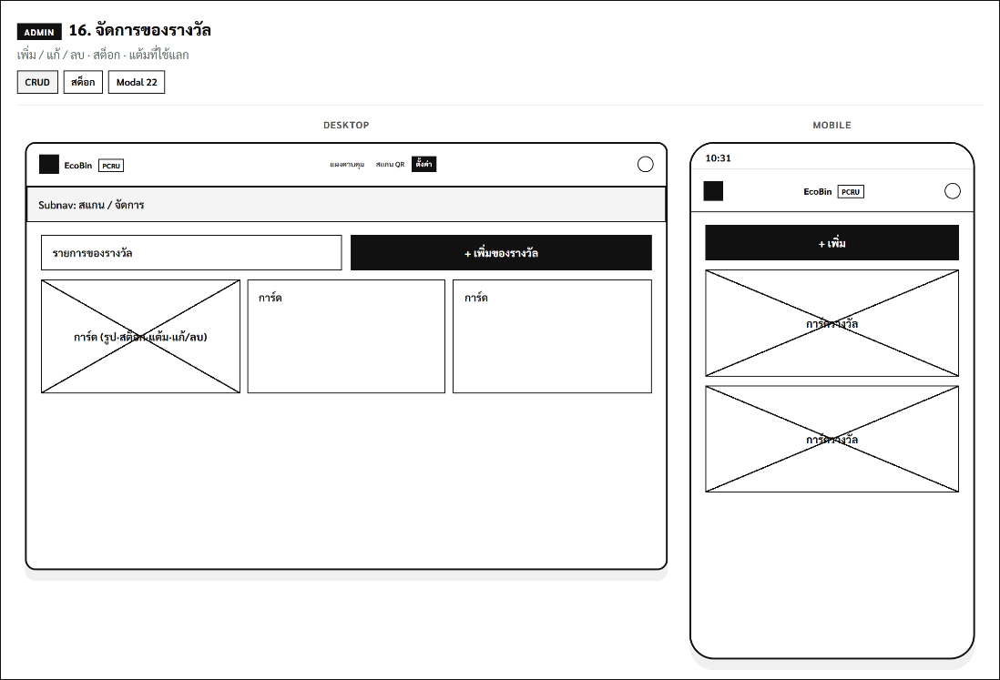 ADMIN 16. จัดการของรางวัล
เพิ่ม / แก้ / ลบ · สต็อก · แต้มที่ใช้แลก
CRUD สต็อก Modal 22
DESKTOP
EcoBin PCRU แผงควบคุม สแกน QR ตั้งค่า
Subnav: สแกน / จัดการ
รายการของรางวัล + เพิ่มของรางวัล
การ์ด (รูป·สต็อก·แต้ม·แก้/ลบ) การ์ด การ์ด
MOBILE
10:31
EcoBin PCRU
+ เพิ่ม
การ์ดรางวัล
การ์ดรางวัล